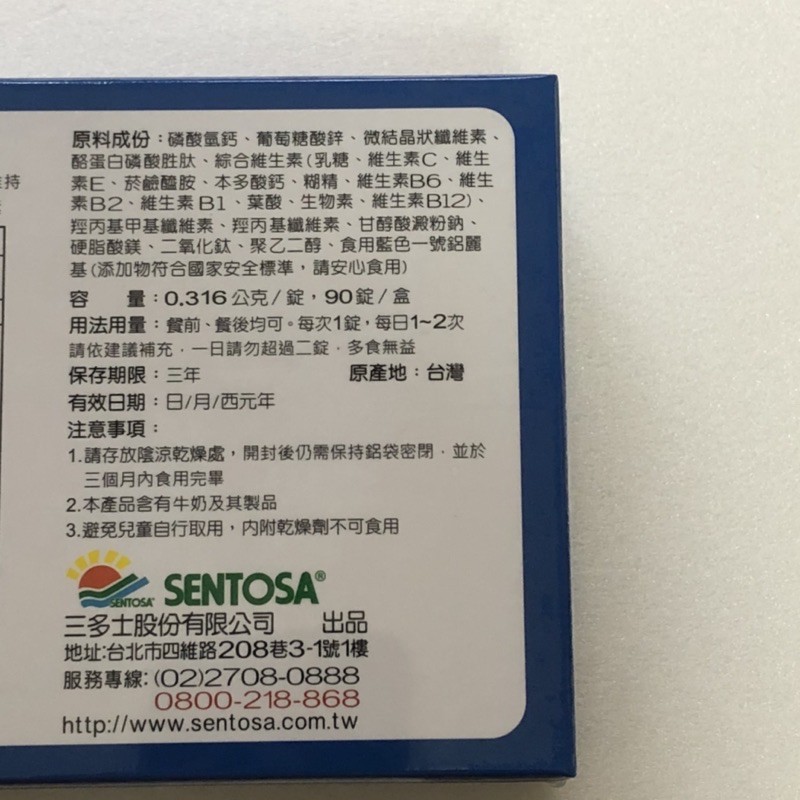 原料成份：磷酸氫鈣、葡萄糖酸鋅、微結晶狀纖維素、
酪蛋白磷酸胜肽、綜合維生素(乳糖、維生素C、維生
素E、菸鹼醯胺、本多酸鈣、糊精、維生素B6、維生
素B2、維生素B1、葉酸、生物素、維生素B12)、
羥丙基甲基纖維素、羥丙基纖維素、甘醇酸澱粉鈉、
硬脂酸鎂、二氧化鈦、聚乙二醇、食用藍色一號鋁麗
基(添加物符合國家安全標準，請安心食用)
容 量：0.316公克/錠，90錠/盒
用法用量：餐前、餐後均可。每次1錠，每日1~2次
請依建議補充，一日請勿超過二錠，多食無益
保存期限：三年 原產地：台灣
有效日期：日/月/西元年
注意事項：
1.請存放陰涼乾燥處，開封後仍需保持鋁袋密閉，並於
三個月內食用完畢
2.本產品含有牛奶及其製品
3.避免兒童自行取用，內附乾燥劑不可食用
持
SENTOSA
SENTOSA®
三多士股份有限公司 出品
地址:台北市四維路208巷3-1號1樓
服務專線:(02)2708-0888
0800-218-868
http://www.sentosa.com.tw